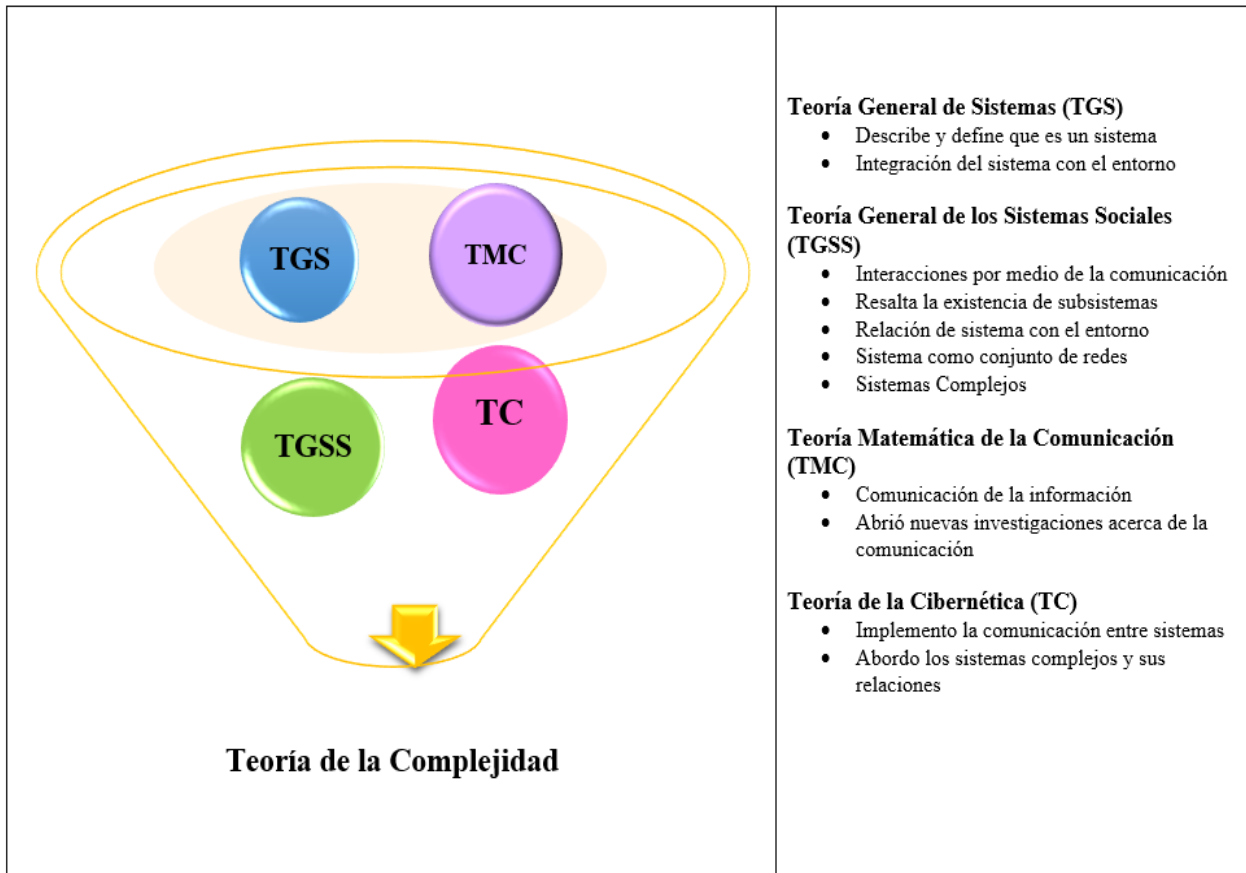 TGS
TMC
TGSS
TC
Teoría de la Complejidad
Teoría General de Sistemas (TGS)
• Describe y define que es un sistema
• Integración del sistema con el entorno
Teoría General de los Sistemas Sociales
(TGSS)
• Interacciones por medio de la comunicación
• Resalta la existencia de subsistemas
• Relación de sistema con el entorno
• Sistema como conjunto de redes
• Sistemas Complejos
Teoría Matemática de la Comunicación
(TMC)
• Comunicación de la información
• Abrió nuevas investigaciones acerca de la
comunicación
Teoría de la Cibernética (TC)
• Implemento la comunicación entre sistemas
• Abordo los sistemas complejos y sus
relaciones